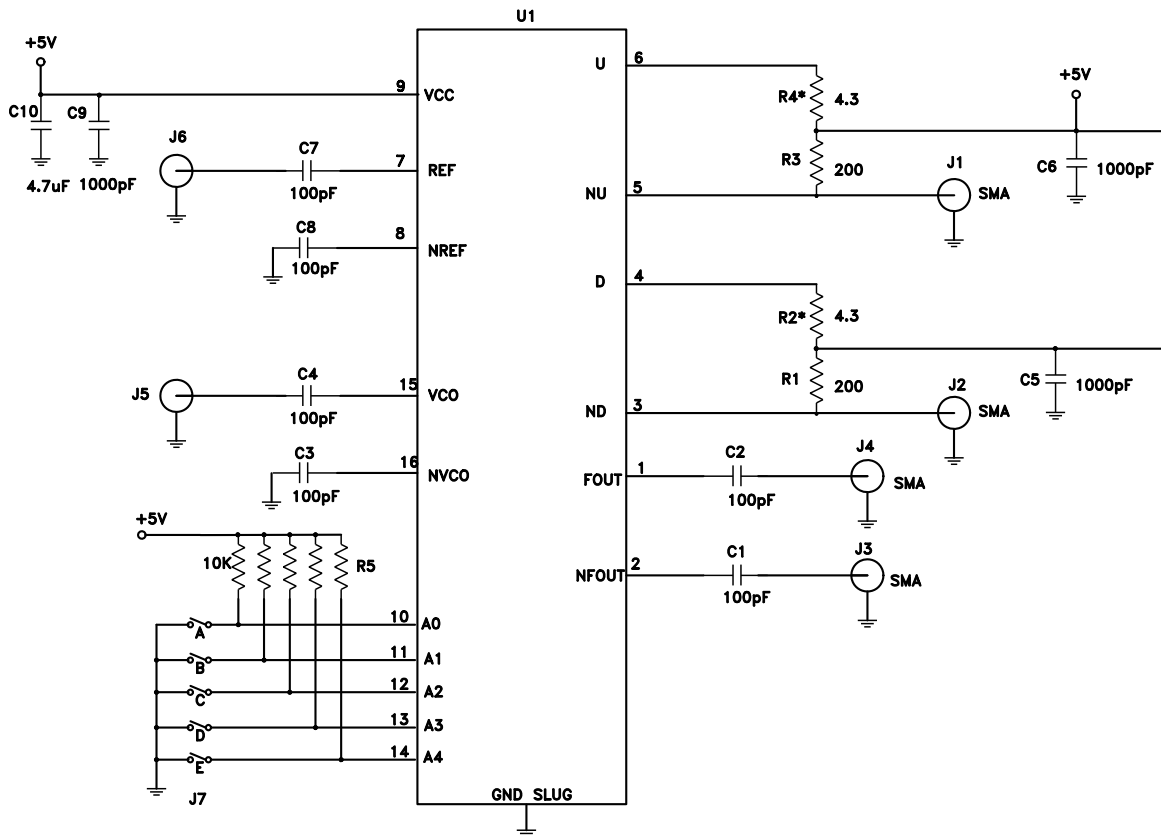 U1
+5V
9
VCC
C10
C9
4.7uF
1000pF
J6
C7
7
REF
100pF
C8
8
NREF
100pF
J5
C4
15
VCO
100pF
C3
16
NVCO
100pF
+5V
10K
R5
A
10
A0
B
11
A1
C
12
A2
D
13
A3
E
14
A4
J7
GND SLUG
U
6
R4*
4.3
+5V
R3
200
C6
1000pF
J1
NU
5
SMA
D
4
R2*
4.3
R1
200
C5
1000pF
J2
ND
3
SMA
C2
J4
FOUT
1
100pF
SMA
C1
J3
NFOUT
2
100pF
SMA